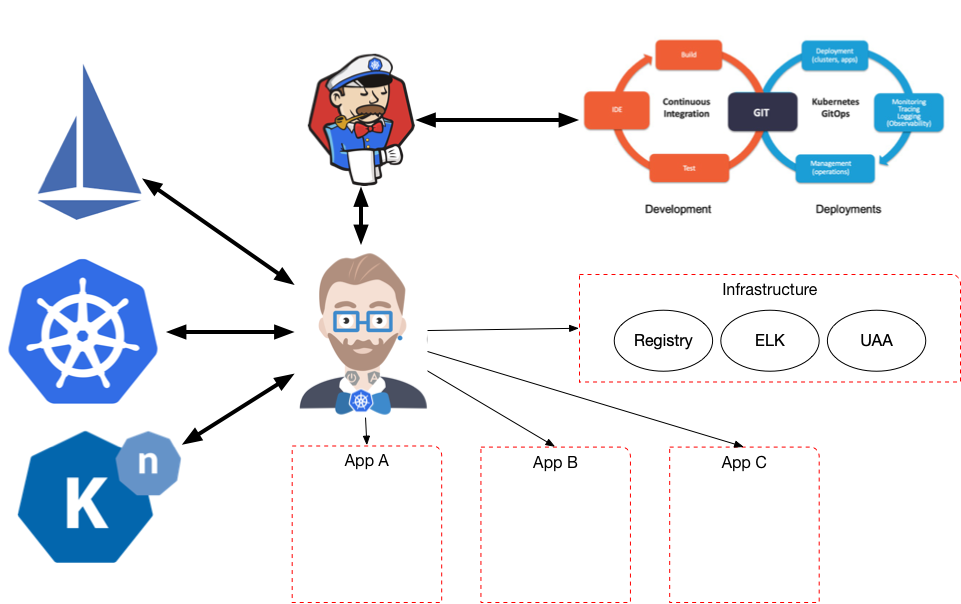 Build
IDE
Continuous
Integration
GIT
Test
Development
Deployment
(clusters, apps)
Kubernetes
GitOps
Monitoring
Tracing
Logging
(Observability)
Management
(operations)
Deployments
Infrastructure
Registry
ELK
UAA
K
n
App A
App B
App C